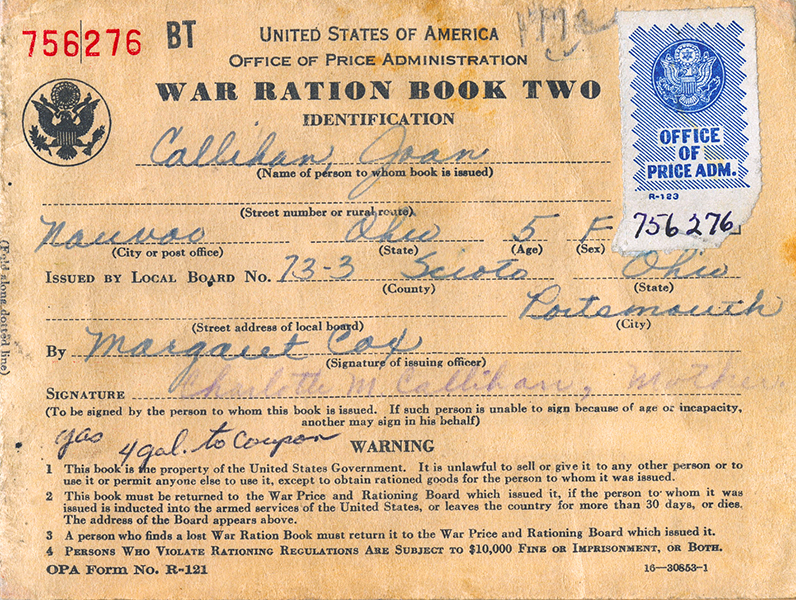 756276 BT
UNITED STATES OF AMERICA
OFFICE OF PRICE ADMINISTRATION
WAR RATION BOOK TWO
IDENTIFICATION
OFFICE
OF
PRICE ADM.
R-123
756276
Callihan, Joan
(Name of person to whom book is issued)
(Street number or rural route)
Nauvoo Ohio 5 F
(City or post office) (State) (Age) (Sex)
ISSUED BY LOCAL BOARD NO. 73-3 Scioto Ohio
(County) (State)
Portsmouth
(Street address of local board) (City)
By Margaret Cox
(Signature of issuing officer)
SIGNATURE Charlotte M Callihan, Mother
(To be signed by the person to whom this book is issued. If such person is unable to sign because of age or incapacity,
another may sign in his behalf)
gas 4 gal. to Coupon
WARNING
1 This book is the property of the United States Government. It is unlawful to sell or give it to any other person or to
use it or permit anyone else to use it, except to obtain rationed goods for the person to whom it was issued.
2 This book must be returned to the War Price and Rationing Board which issued it, if the person to whom it was
issued is inducted into the armed services of the United States, or leaves the country for more than 30 days, or dies.
The address of the Board appears above.
3 A person who finds a lost War Ration Book must return it to the War Price and Rationing Board which issued it.
4 PERSONS WHO VIOLATE RATIONING REGULATIONS ARE SUBJECT TO $10,000 FINE OR IMPRISONMENT, OR BOTH.
OPA FORM NO. R-121 16—30853-1
(Fold along dotted line)